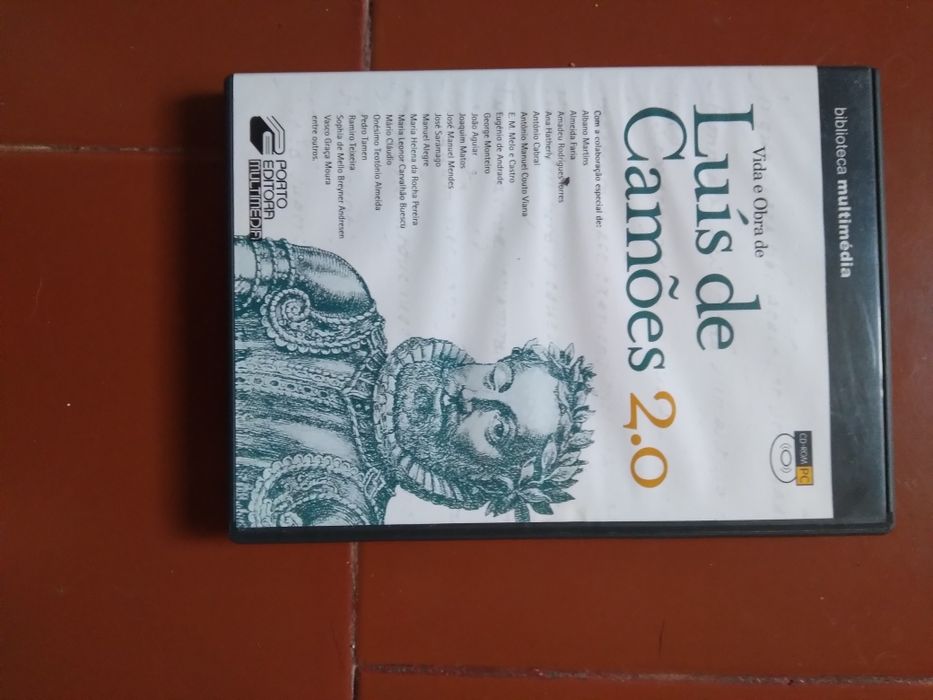 biblioteca multimédia
Vida e Obra de
Luís de
Camões 2.0
CD-ROM PC
Com a colaboração especial de:
Albano Martins
Almeida Faria
Amadeu Rodrigues Torres
Ana Hatherly
António Cabral
António Manuel Couto Viana
E. M. Melo e Castro
Eugénio de Andrade
George Monteiro
João Aguiar
Joaquim Matos
José Manuel Mendes
José Saramago
Manuel Alegre
Maria Helena da Rocha Pereira
Maria Leonor Carvalhão Buescu
Mário Cláudio
Onésimo Teotónio Almeida
Pedro Tamen
Ramiro Teixeira
Sophia de Mello Breyner Andresen
Vasco Graça Moura
entre outros.
PORTO
EDITORA
MULTIMÉDIA